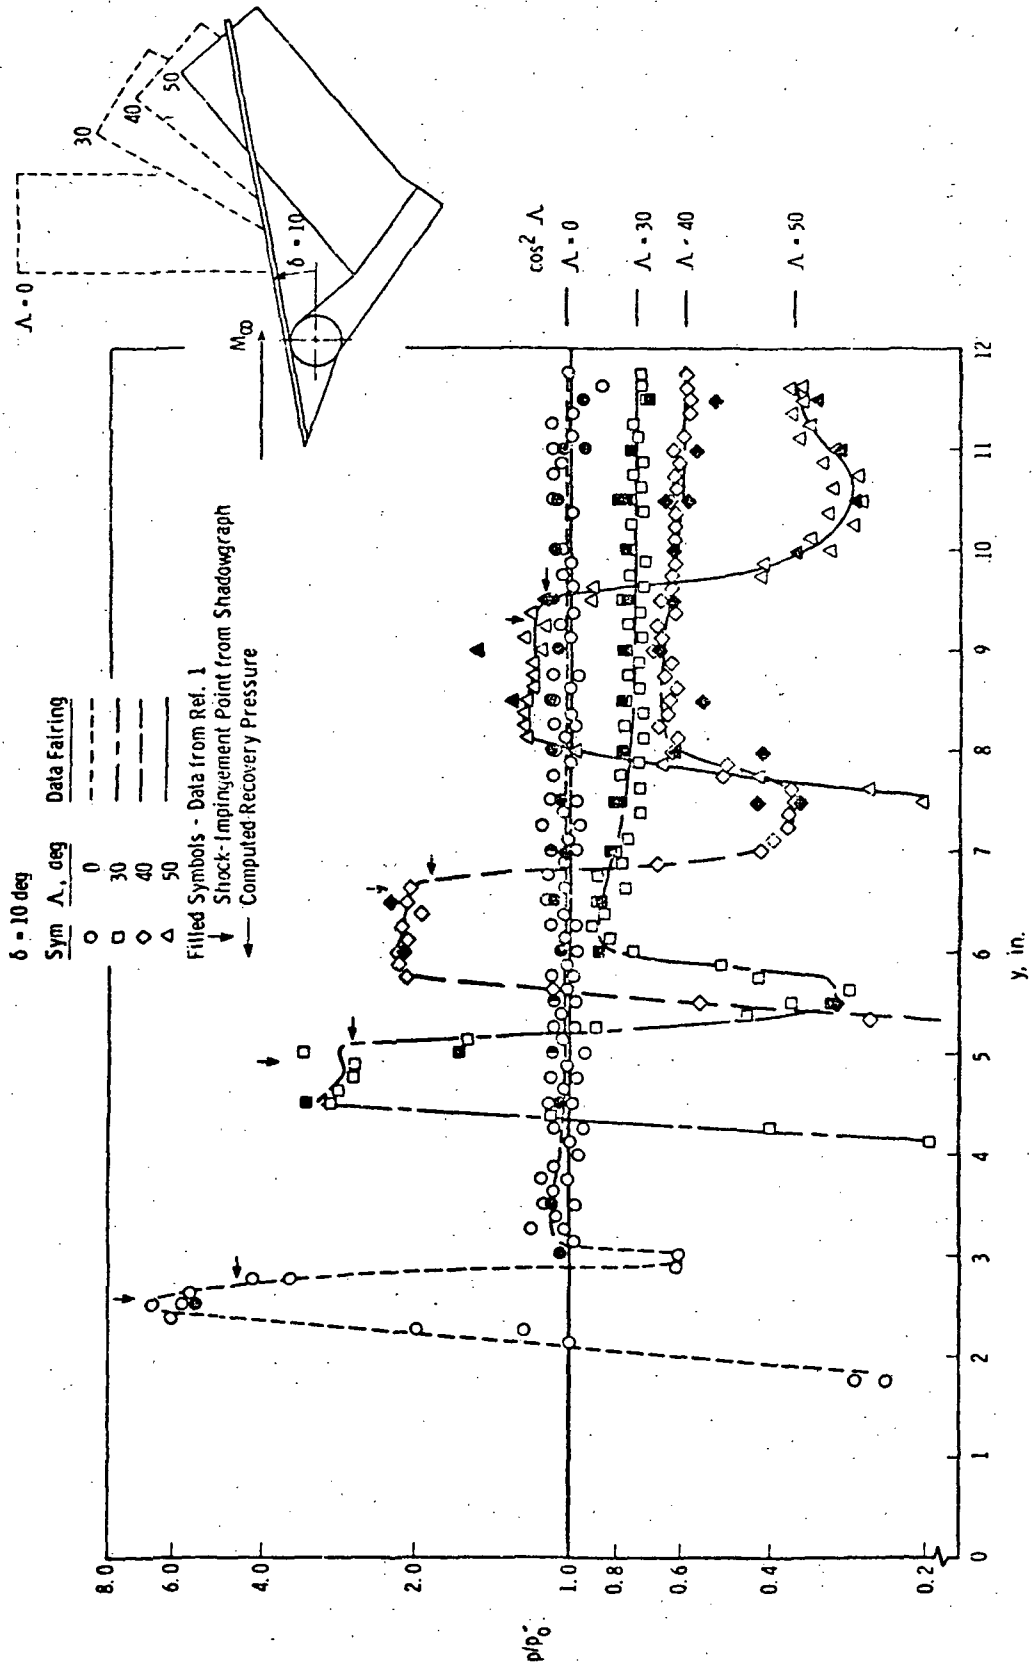 δ = 10 deg
Sym Λ, deg Data Fairing
0
30
40
50
Filled Symbols - Data from Ref. 1
Shock-Impingement Point from Shadowgraph
Computed Recovery Pressure
Λ = 0
30
40
50
δ = 10
M∞
cos² Λ
Λ = 0
Λ = 30
Λ = 40
Λ = 50
p/p₀
8.0
6.0
4.0
2.0
1.0
0.8
0.6
0.4
0.2
0 1 2 3 4 5 6 7 8 9 10 11 12
y, in.